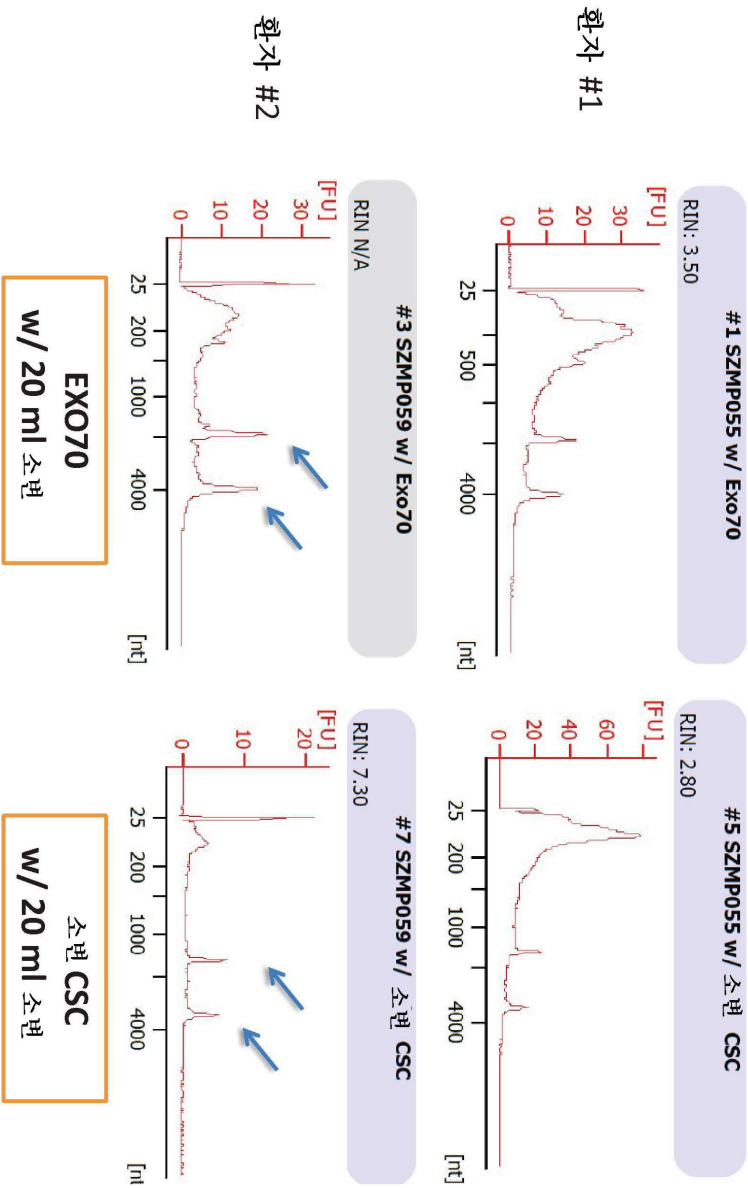 환자 #1
#1 SZMP055 w/ Exo70
RIN: 3.50
[FU]
30
20
10
0
25
500
4000
[nt]
#5 SZMP055 w/ 소변 CSC
RIN: 2.80
[FU]
60
40
20
0
25
200
1000
4000
[nt]
환자 #2
#3 SZMP059 w/ Exo70
RIN N/A
[FU]
30
20
10
0
25
200
1000
4000
[nt]
#7 SZMP059 w/ 소변 CSC
RIN: 7.30
[FU]
20
10
0
25
200
1000
4000
[nt
EXO70
w/ 20 ml 소변
소변 CSC
w/ 20 ml 소변